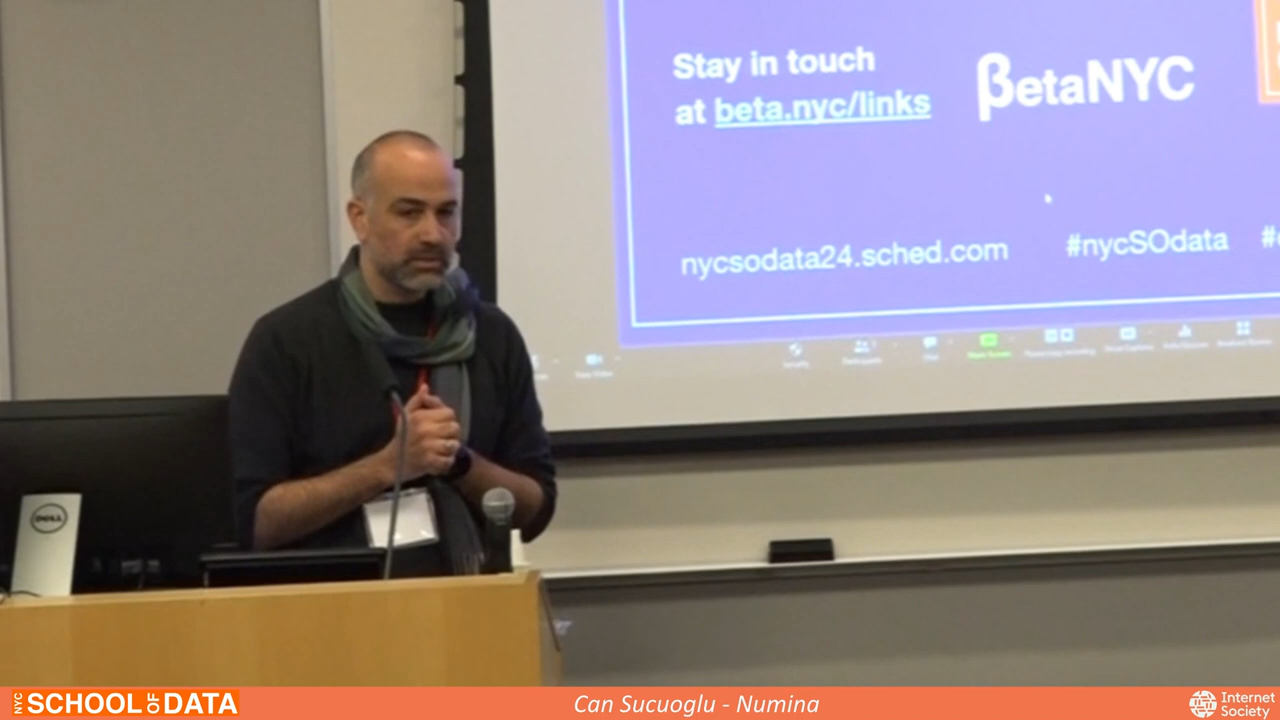 Stay in touch
at beta.nyc/links
βetaNYC
nycsodata24.sched.com
#nycSOdata
DELL
NYC SCHOOL OF DATA
Can Sucuoglu - Numina
Internet
Society